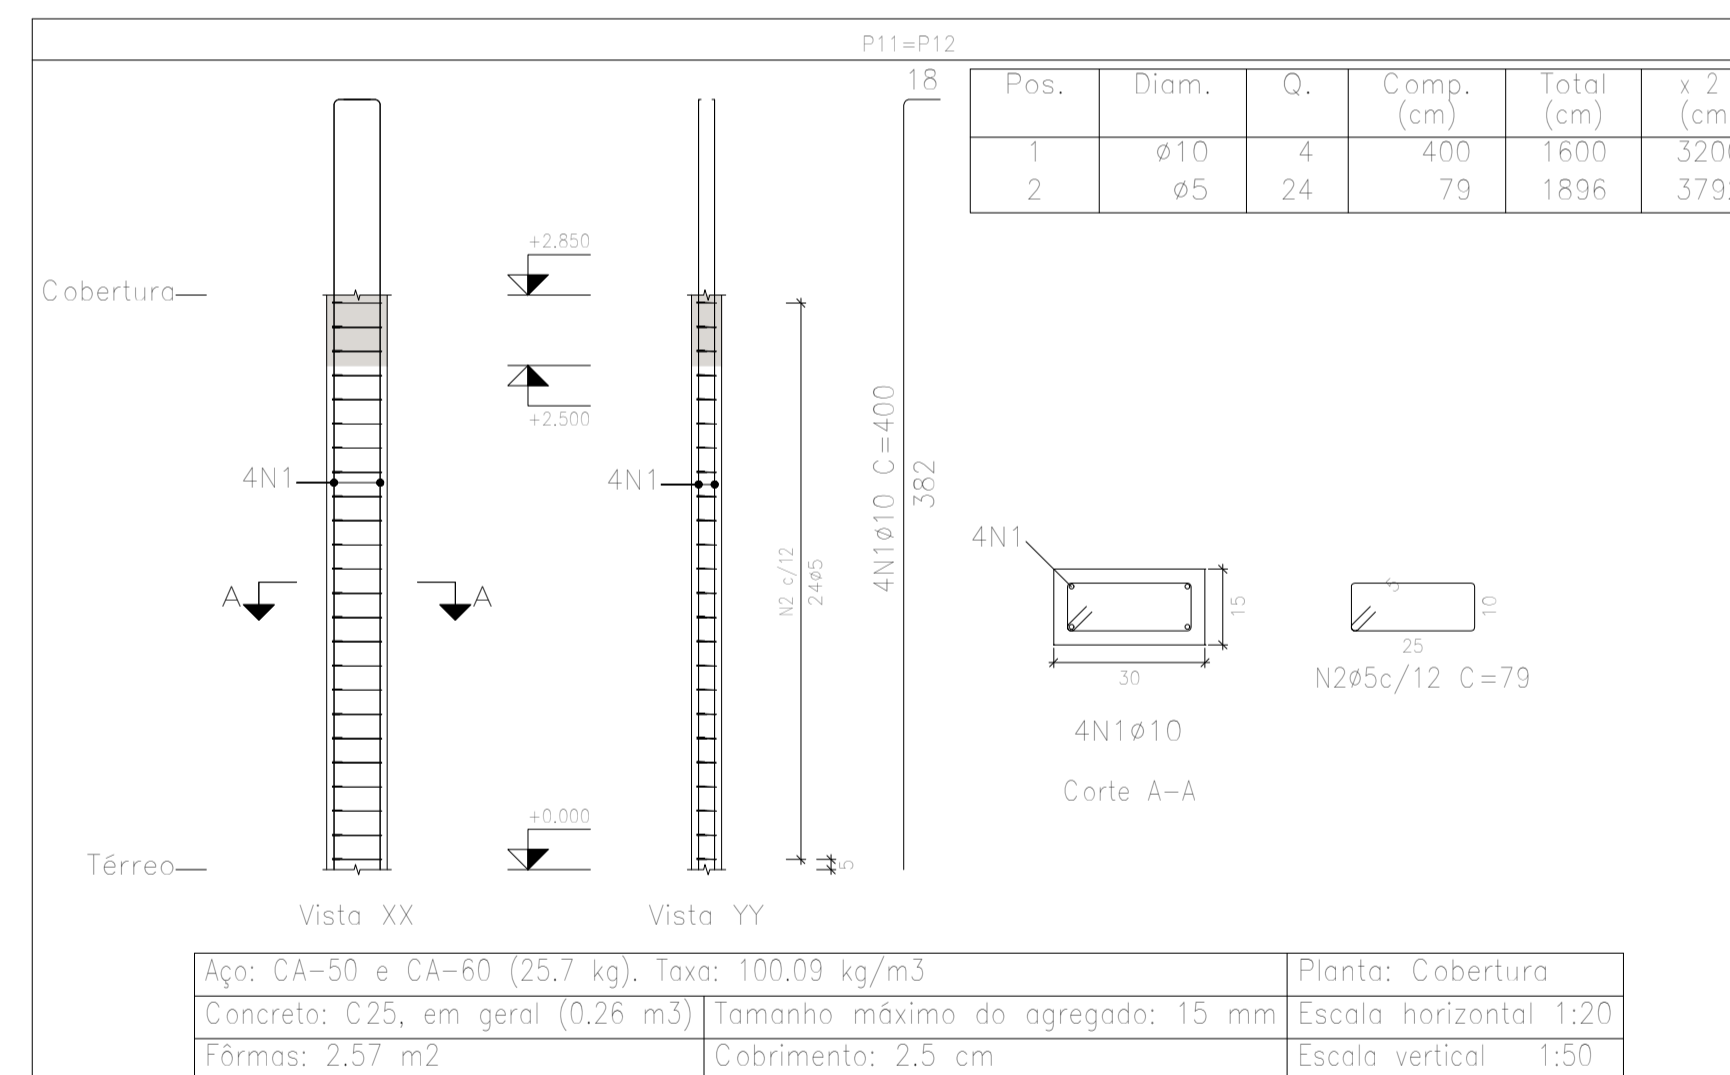 P11=P12
Pos. Diam. Q. Comp. (cm) Total (cm) x 2 (cm
1 ø10 4 400 1600 320
2 ø5 24 79 1896 379
18
4N1ø10 C=400
382
Cobertura
+2.850
+2.500
4N1
4N1
A
A
N2 c/12
24ø5
+0.000
5
Térreo
Vista XX
Vista YY
4N1
15
30
4N1ø10
Corte A-A
5
10
25
N2ø5c/12 C=79
Aço: CA-50 e CA-60 (25.7 kg). Taxa: 100.09 kg/m3
Planta: Cobertura
Concreto: C25, em geral (0.26 m3)
Tamanho máximo do agregado: 15 mm
Escala horizontal 1:20
Fôrmas: 2.57 m2
Cobrimento: 2.5 cm
Escala vertical 1:50